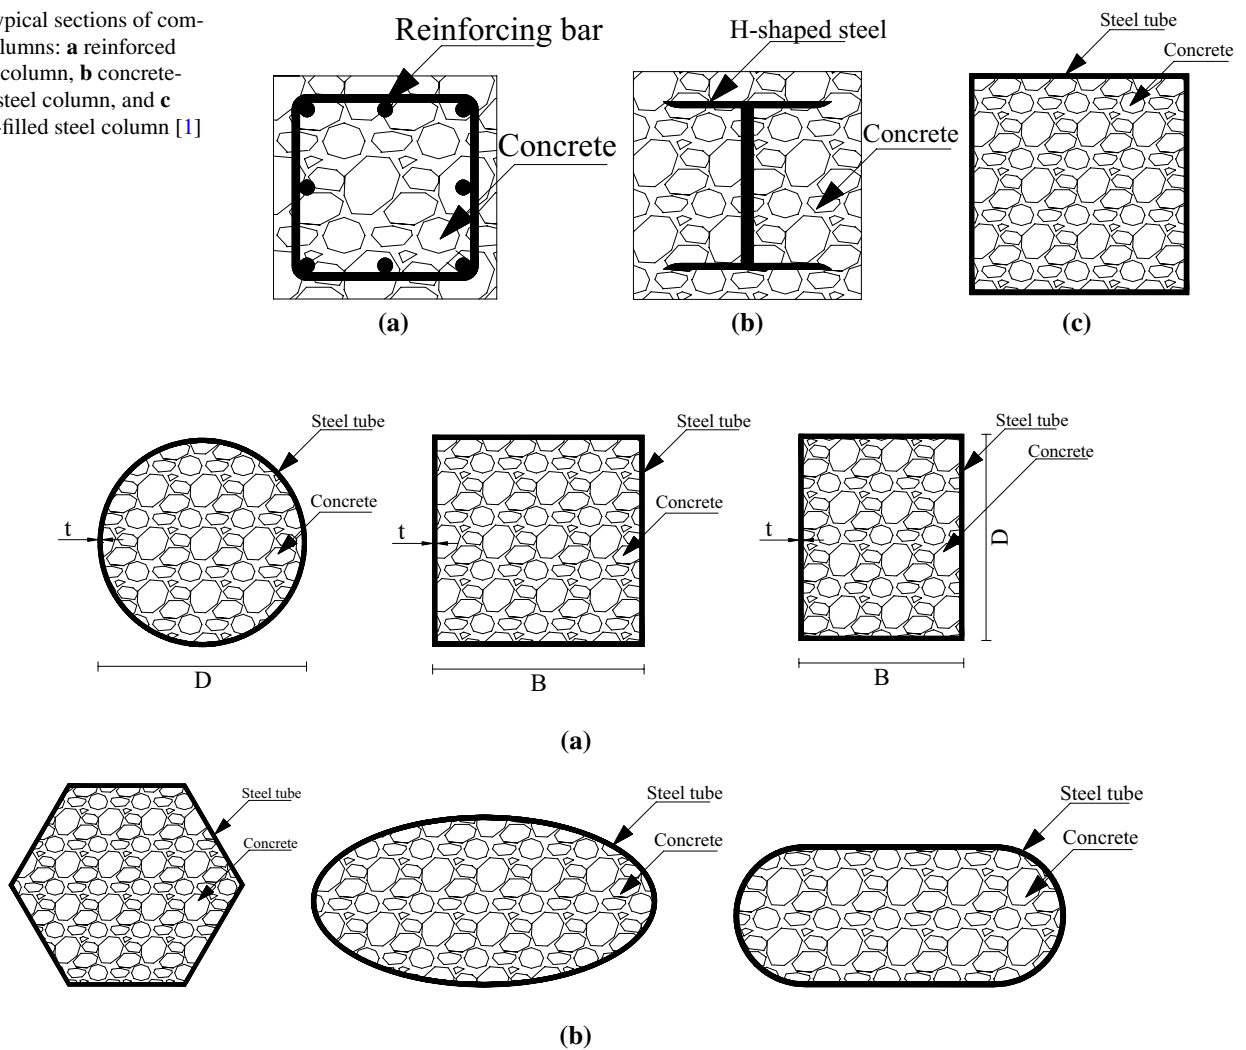 ypical sections of com-
lumns: a reinforced
column, b concrete-
steel column, and c
-filled steel column [1]
Reinforcing bar
Concrete
(a)
H-shaped steel
Concrete
(b)
Steel tube
Concrete
(c)
Steel tube
Concrete
t
D
Steel tube
Concrete
t
B
Steel tube
Concrete
t
D
B
(a)
Steel tube
Concrete
Steel tube
Concrete
Steel tube
Concrete
(b)